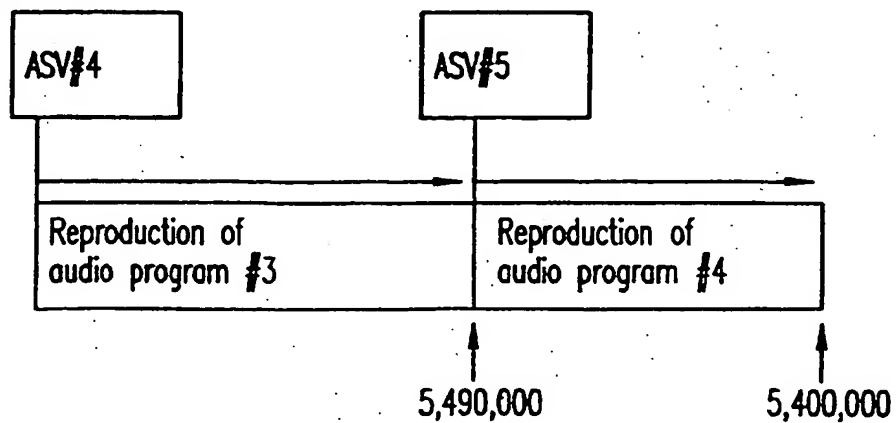 ASV#4
ASV#5
Reproduction of
audio program #3
Reproduction of
audio program #4
5,490,000
5,400,000